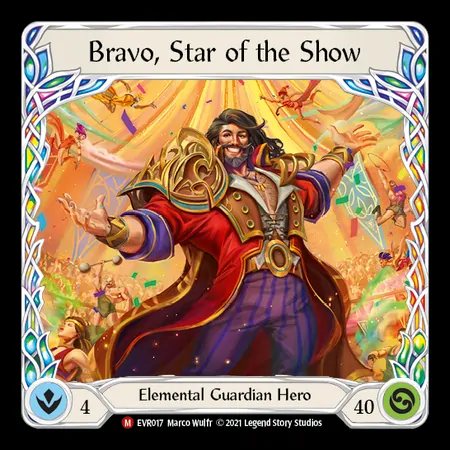 Bravo, Star of the Show
Elemental Guardian Hero
4
40
M EVR017 Marco Wulfr © 2021 Legend Story Studios